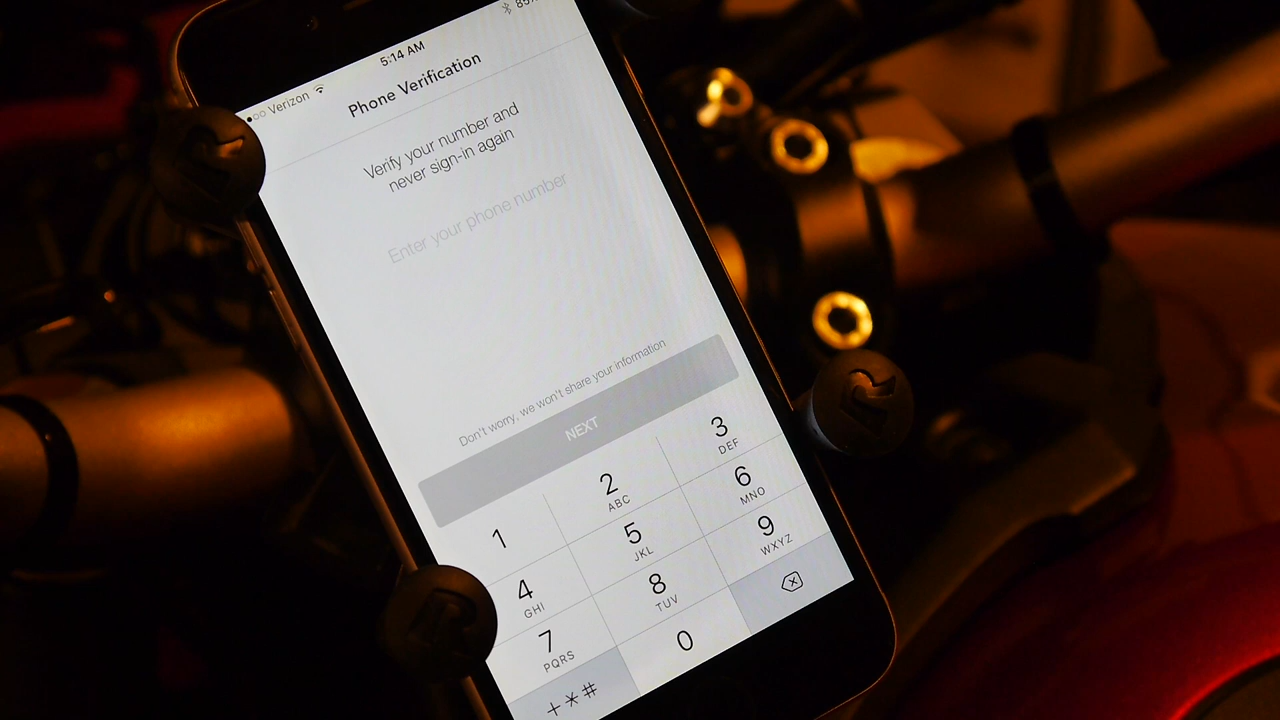 Verizon
5:14 AM
Phone Verification
Verify your number and
never sign-in again
Enter your phone number
Don't worry, we won't share your information
NEXT
1
2
ABC
3
DEF
4
GHI
5
JKL
6
MNO
7
PQRS
8
TUV
9
WXYZ
+*#
0